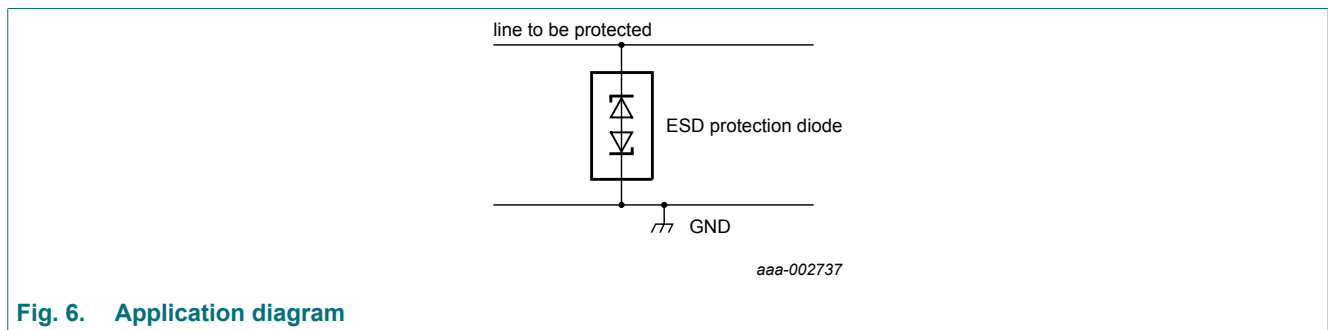 line to be protected
ESD protection diode
GND
aaa-002737
Fig. 6. Application diagram